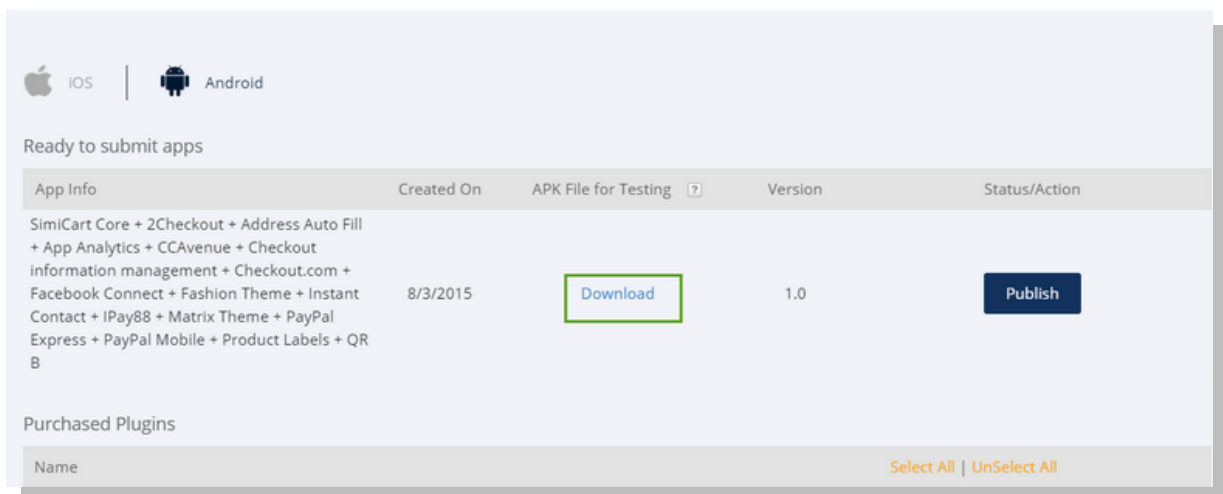 iOS | Android
Ready to submit apps
App Info Created On APK File for Testing ? Version Status/Action
SimiCart Core + 2Checkout + Address Auto Fill
+ App Analytics + CCAvenue + Checkout
information management + Checkout.com +
Facebook Connect + Fashion Theme + Instant
Contact + IPay88 + Matrix Theme + PayPal
Express + PayPal Mobile + Product Labels + QR
B
8/3/2015 Download 1.0 Publish
Purchased Plugins
Name Select All | UnSelect All